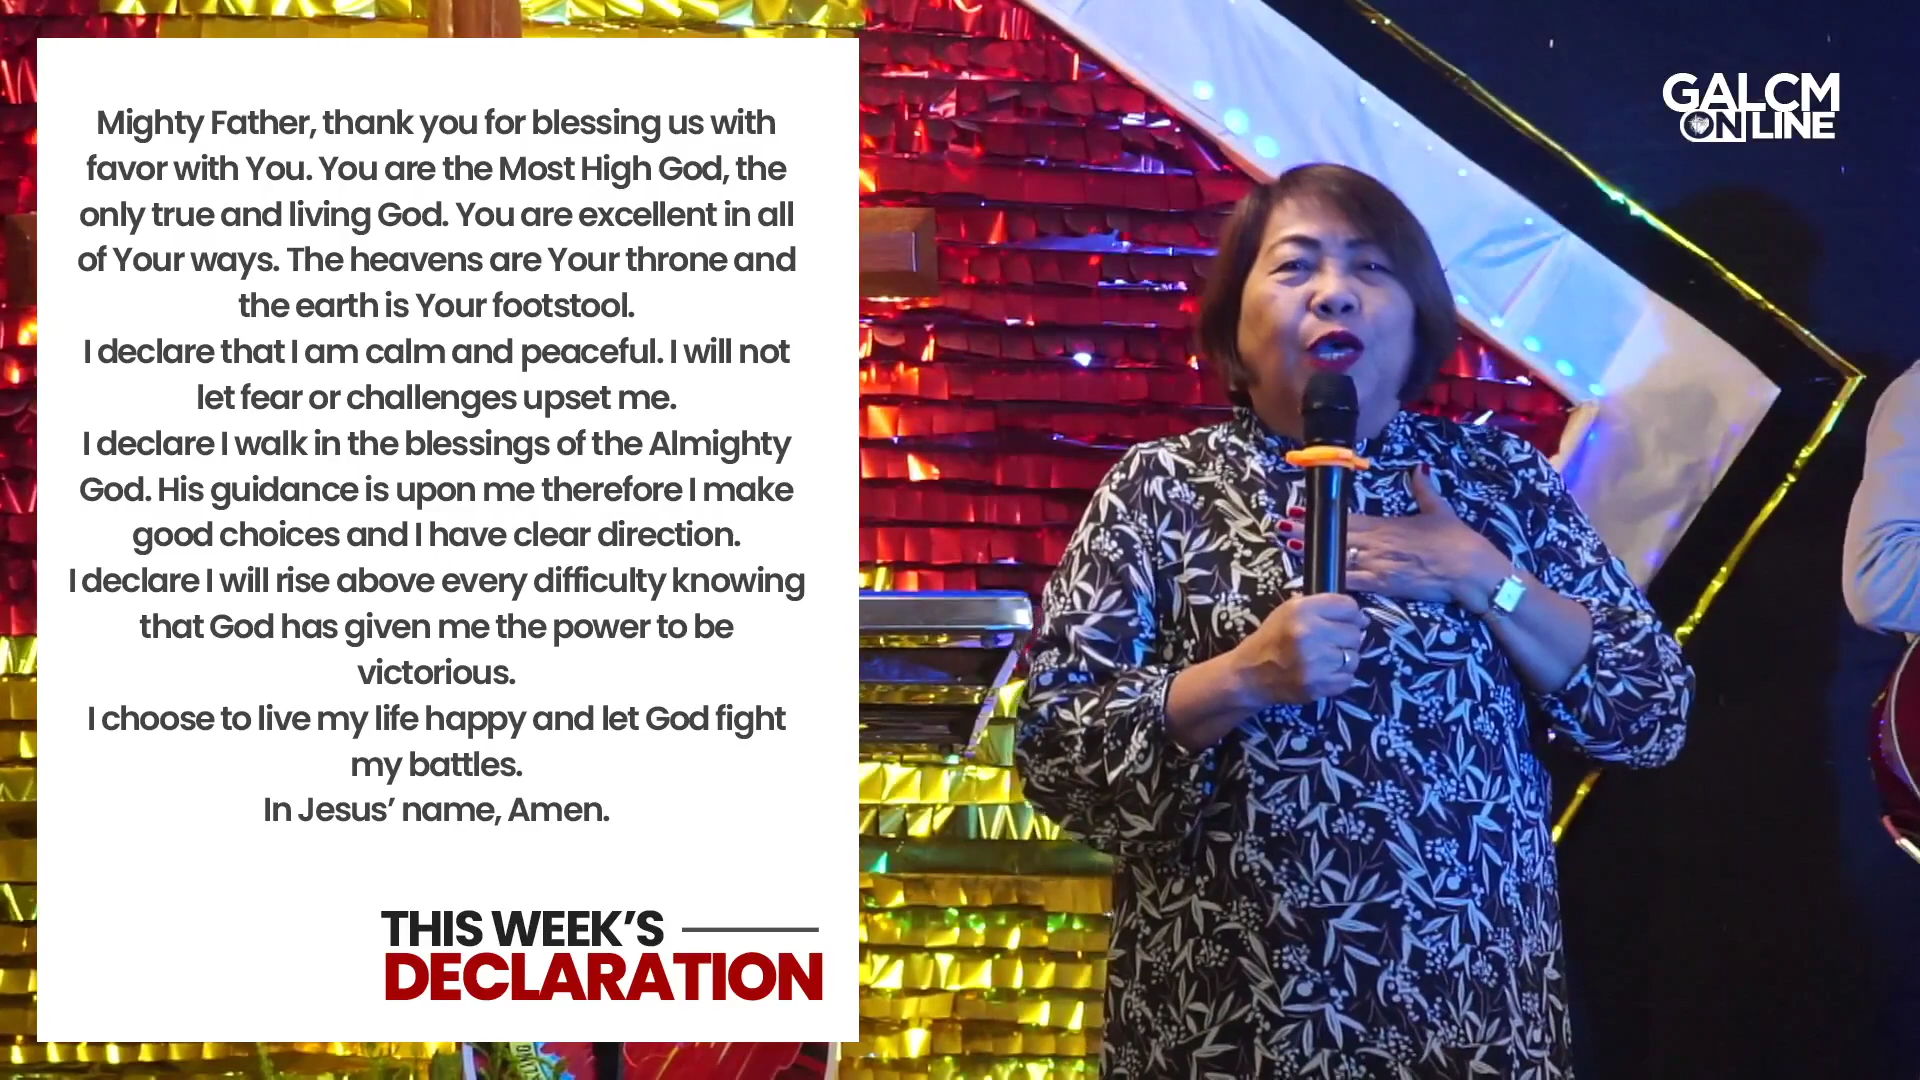 Mighty Father, thank you for blessing us with
favor with You. You are the Most High God, the
only true and living God. You are excellent in all
of Your ways. The heavens are Your throne and
the earth is Your footstool.
I declare that I am calm and peaceful. I will not
let fear or challenges upset me.
I declare I walk in the blessings of the Almighty
God. His guidance is upon me therefore I make
good choices and I have clear direction.
I declare I will rise above every difficulty knowing
that God has given me the power to be
victorious.
I choose to live my life happy and let God fight
my battles.
In Jesus’ name, Amen.
THIS WEEK’S
DECLARATION
GALCM
ONLINE